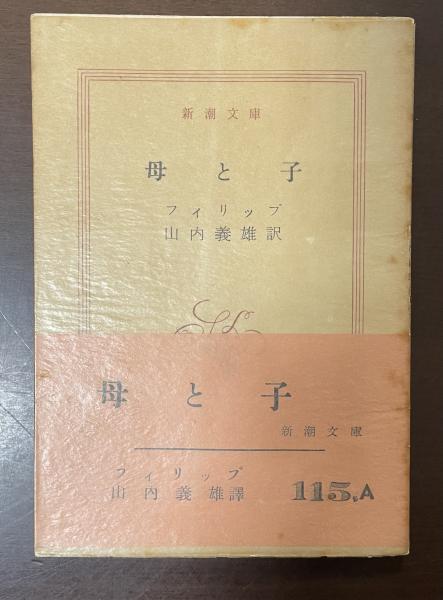 新潮文庫
母と子
フィリップ
山内義雄訳
母と子
新潮文庫
フィリップ
山内義雄譯
115,A